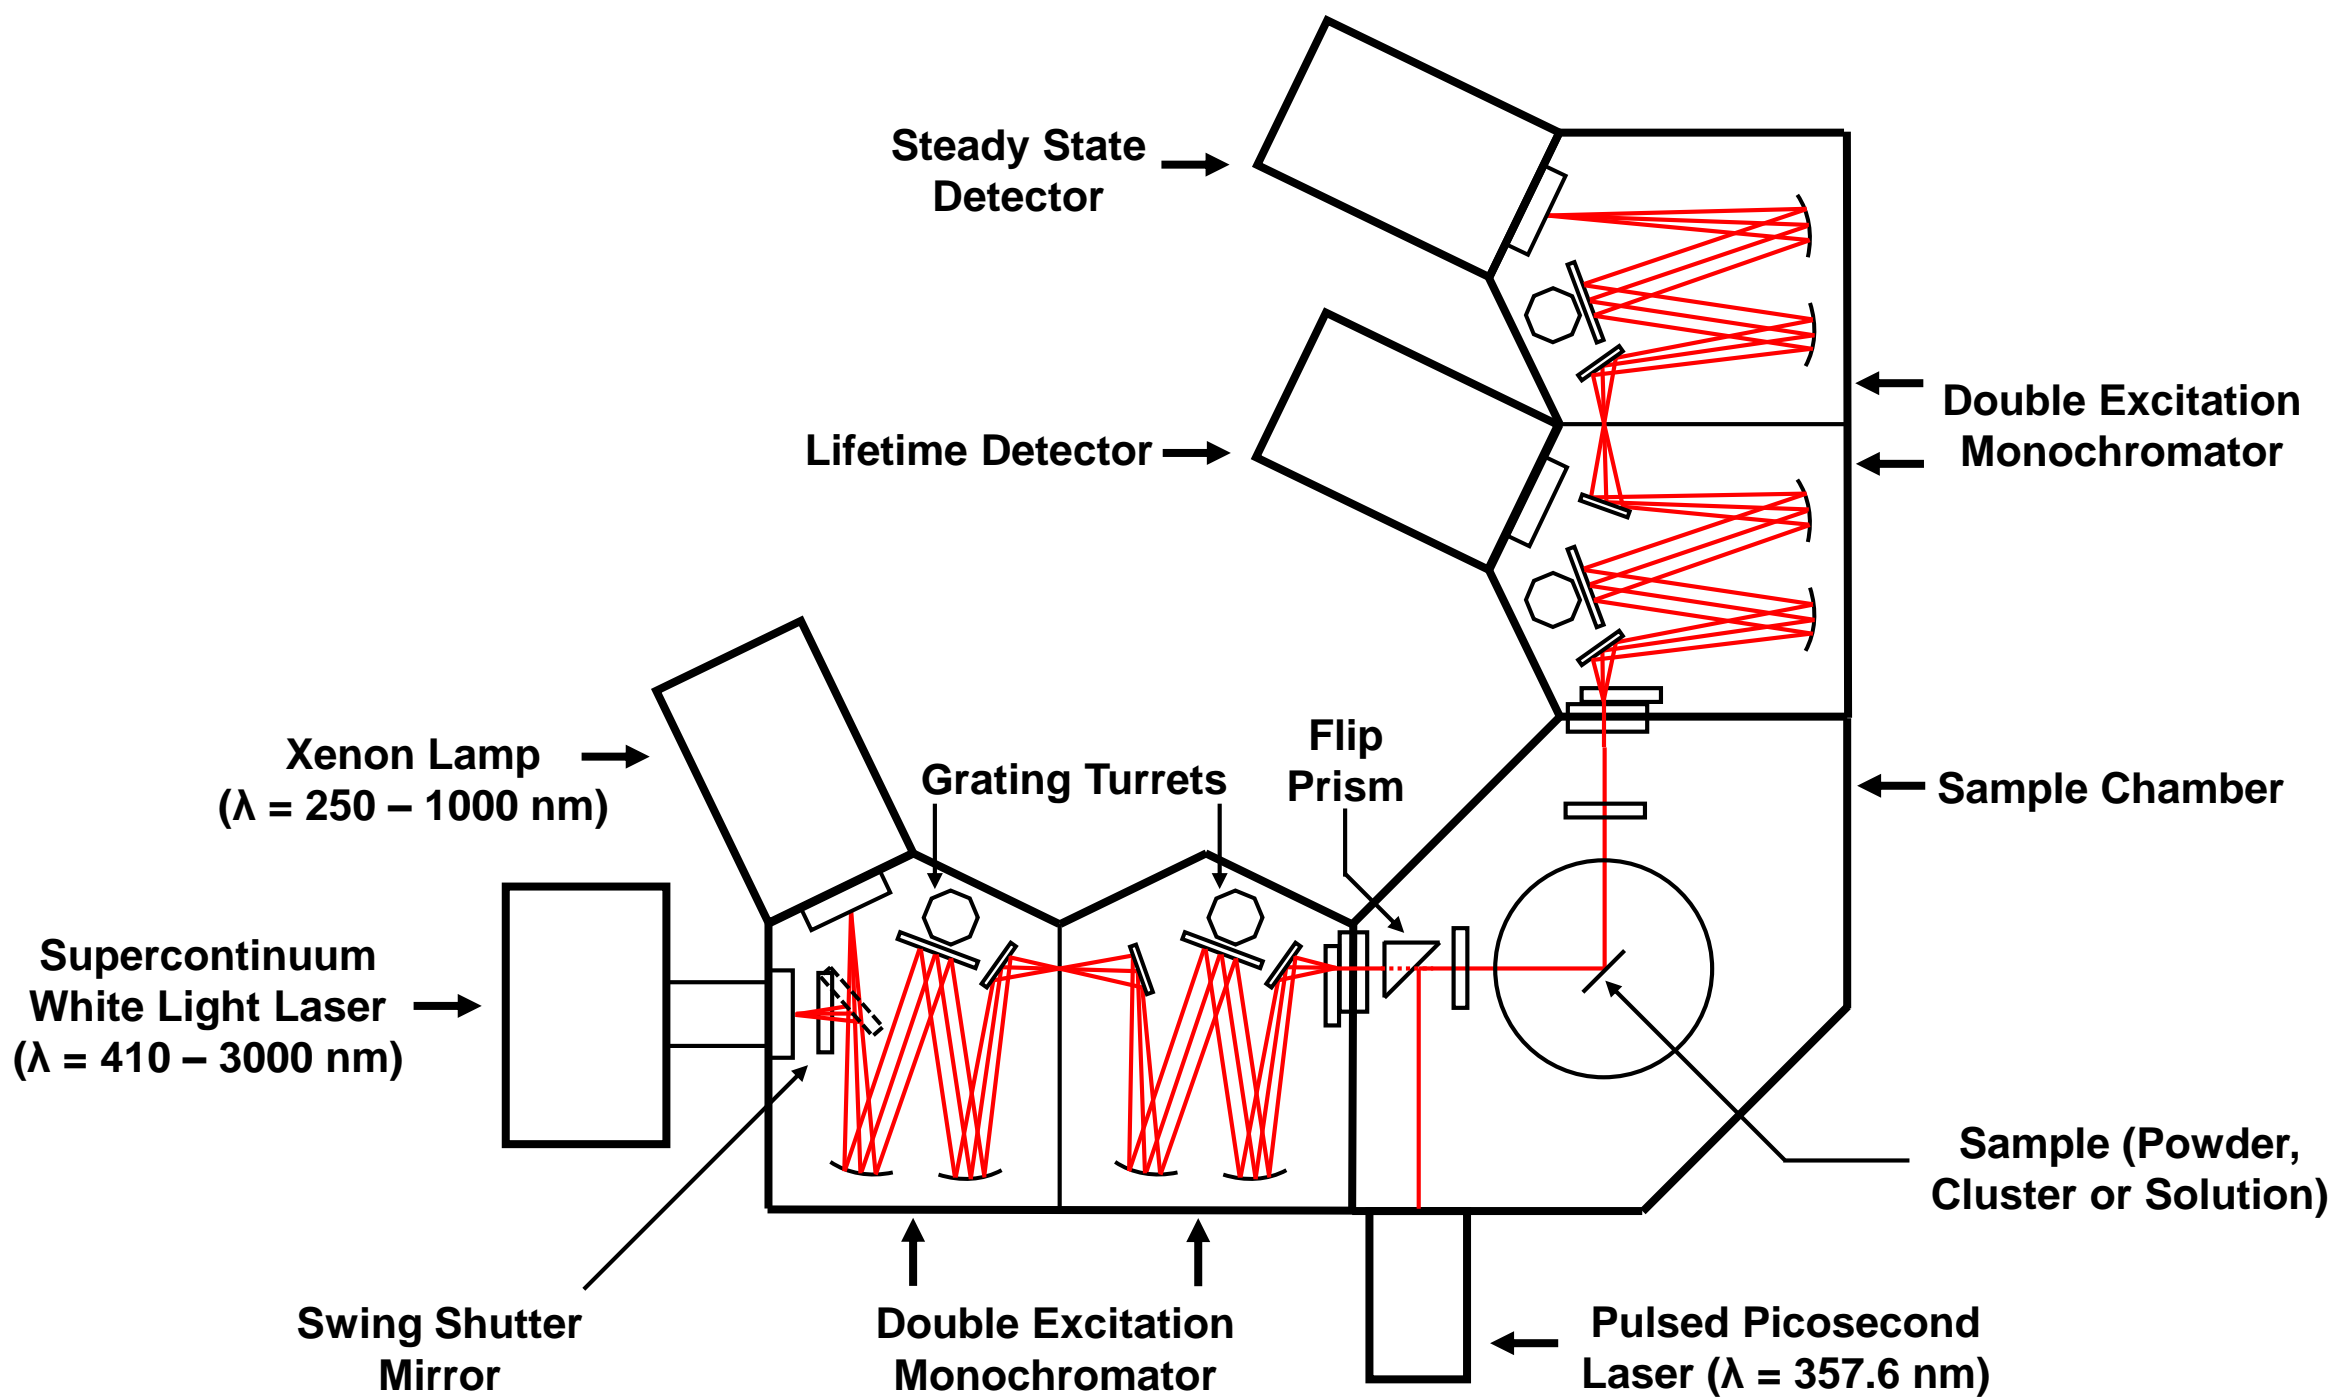 Steady State
Detector
Lifetime Detector
Double Excitation
Monochromator
Xenon Lamp
(λ = 250 – 1000 nm)
Grating Turrets
Flip
Prism
Sample Chamber
Supercontinuum
White Light Laser
(λ = 410 – 3000 nm)
Sample (Powder,
Cluster or Solution)
Swing Shutter
Mirror
Double Excitation
Monochromator
Pulsed Picosecond
Laser (λ = 357.6 nm)